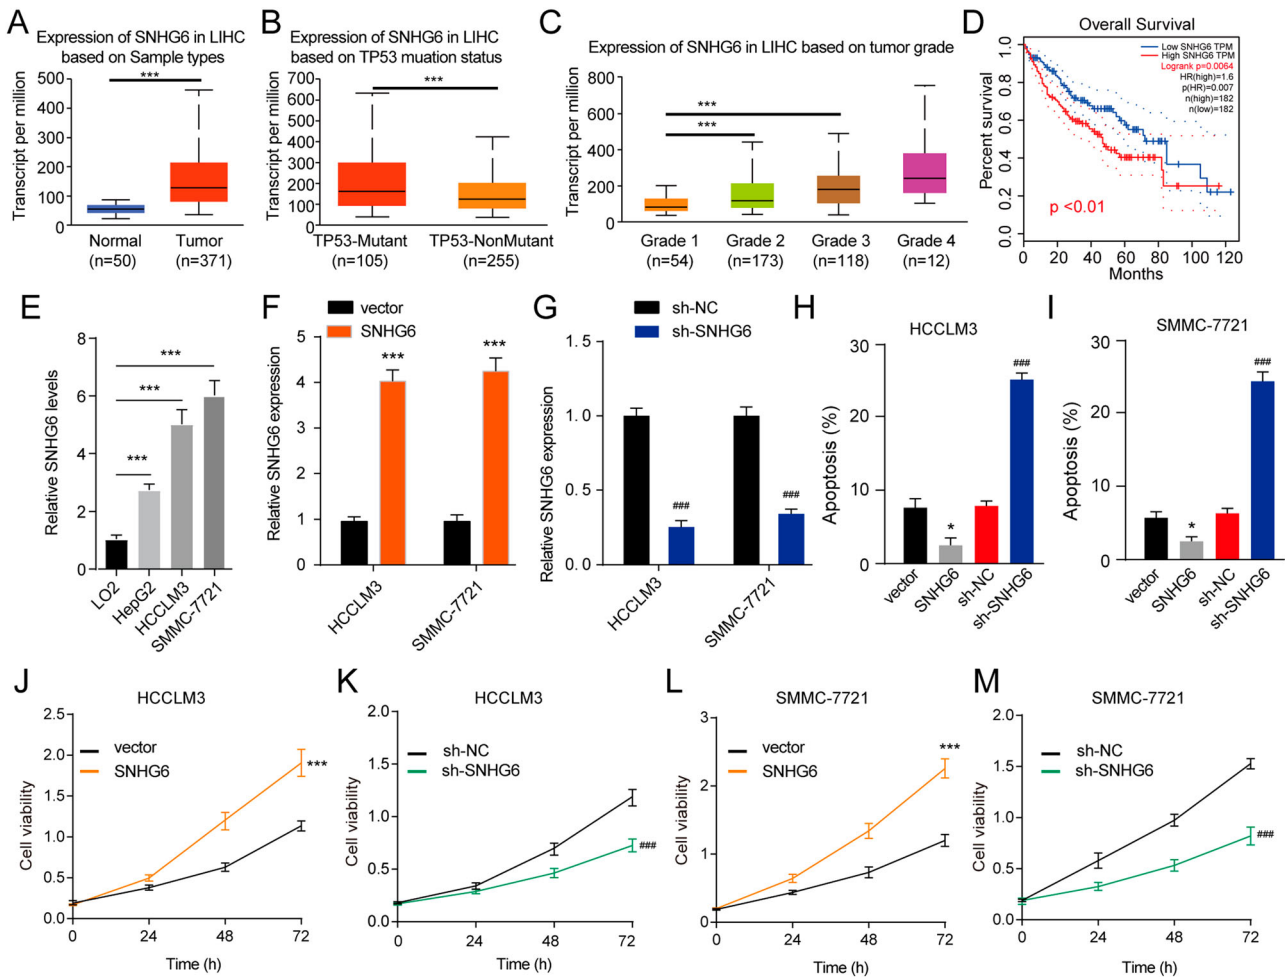 A
Expression of SNHG6 in LIHC
based on Sample types
Transcript per million
500
400
300
200
100
0
***
Normal
(n=50)
Tumor
(n=371)
B
Expression of SNHG6 in LIHC
based on TP53 muation status
Transcript per million
700
600
500
400
300
200
100
0
***
TP53-Mutant
(n=105)
TP53-NonMutant
(n=255)
C
Expression of SNHG6 in LIHC based on tumor grade
Transcript per million
800
600
400
200
0
***
***
Grade 1
(n=54)
Grade 2
(n=173)
Grade 3
(n=118)
Grade 4
(n=12)
D
Overall Survival
Percent survival
1.0
0.8
0.6
0.4
0.2
0.0
Low SNHG6 TPM
High SNHG6 TPM
Logrank p=0.0064
HR(high)=1.6
p(HR)=0.007
n(high)=182
n(low)=182
p <0.01
0 20 40 60 80 100 120
Months
E
Relative SNHG6 levels
8
6
4
2
0
***
***
***
LO2
HepG2
HCCLM3
SMMC-7721
F
vector
SNHG6
Relative SNHG6 expression
5
4
3
2
1
0
***
***
HCCLM3
SMMC-7721
G
sh-NC
sh-SNHG6
Relative SNHG6 expression
1.5
1.0
0.5
0.0
###
###
HCCLM3
SMMC-7721
H
HCCLM3
Apoptosis (%)
30
20
10
0
*
###
vector
SNHG6
sh-NC
sh-SNHG6
I
SMMC-7721
Apoptosis (%)
30
20
10
0
*
###
vector
SNHG6
sh-NC
sh-SNHG6
J
HCCLM3
Cell viability
2.5
2.0
1.5
1.0
0.5
0.0
vector
SNHG6
***
0 24 48 72
Time (h)
K
HCCLM3
Cell viability
2.0
1.5
1.0
0.5
0.0
sh-NC
sh-SNHG6
###
0 24 48 72
Time (h)
L
SMMC-7721
Cell viability
3
2
1
0
vector
SNHG6
***
0 24 48 72
Time (h)
M
SMMC-7721
Cell viability
2.0
1.5
1.0
0.5
0.0
sh-NC
sh-SNHG6
###
0 24 48 72
Time (h)